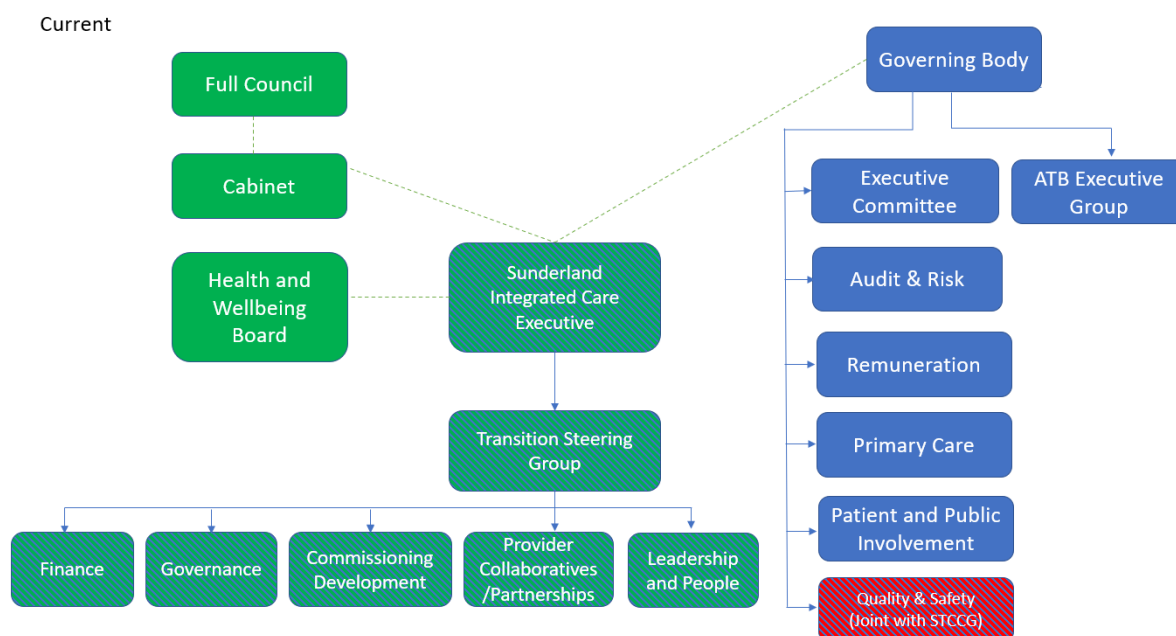 Current
Full Council
Cabinet
Health and
Wellbeing
Board
Sunderland
Integrated Care
Executive
Transition Steering
Group
Finance
Governance
Commissioning
Development
Provider
Collaboratives
/Partnerships
Leadership
and People
Governing Body
Executive
Committee
ATB Executive
Group
Audit & Risk
Remuneration
Primary Care
Patient and Public
Involvement
Quality & Safety
(Joint with STCCG)